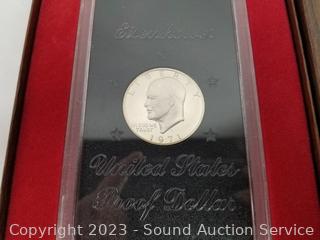 Eisenhower
LIBERTY
IN GOD WE
TRUST
1971
United States
Proof Dollar
Copyright 2023 - Sound Auction Service